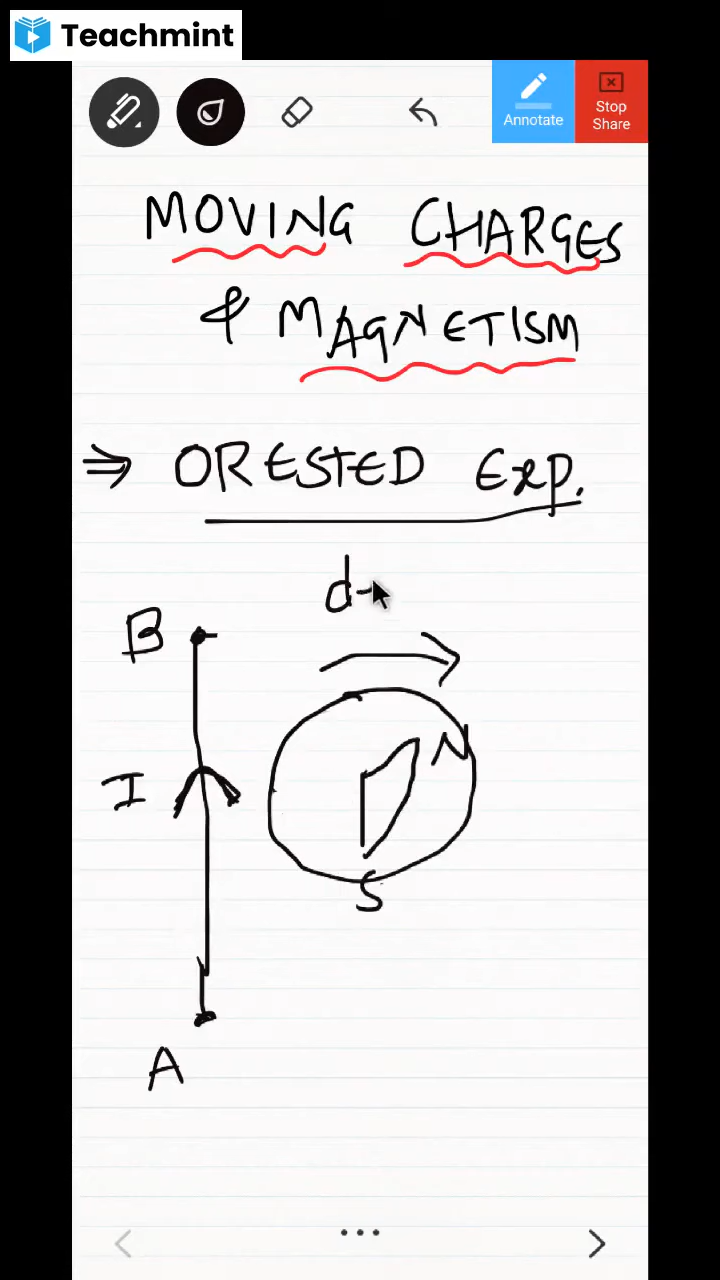 Teachmint
Annotate
Stop
Share
MOVING CHARGES
& MAGNETISM
⇒ ORESTED Exp.
d
B
N
I
S
A